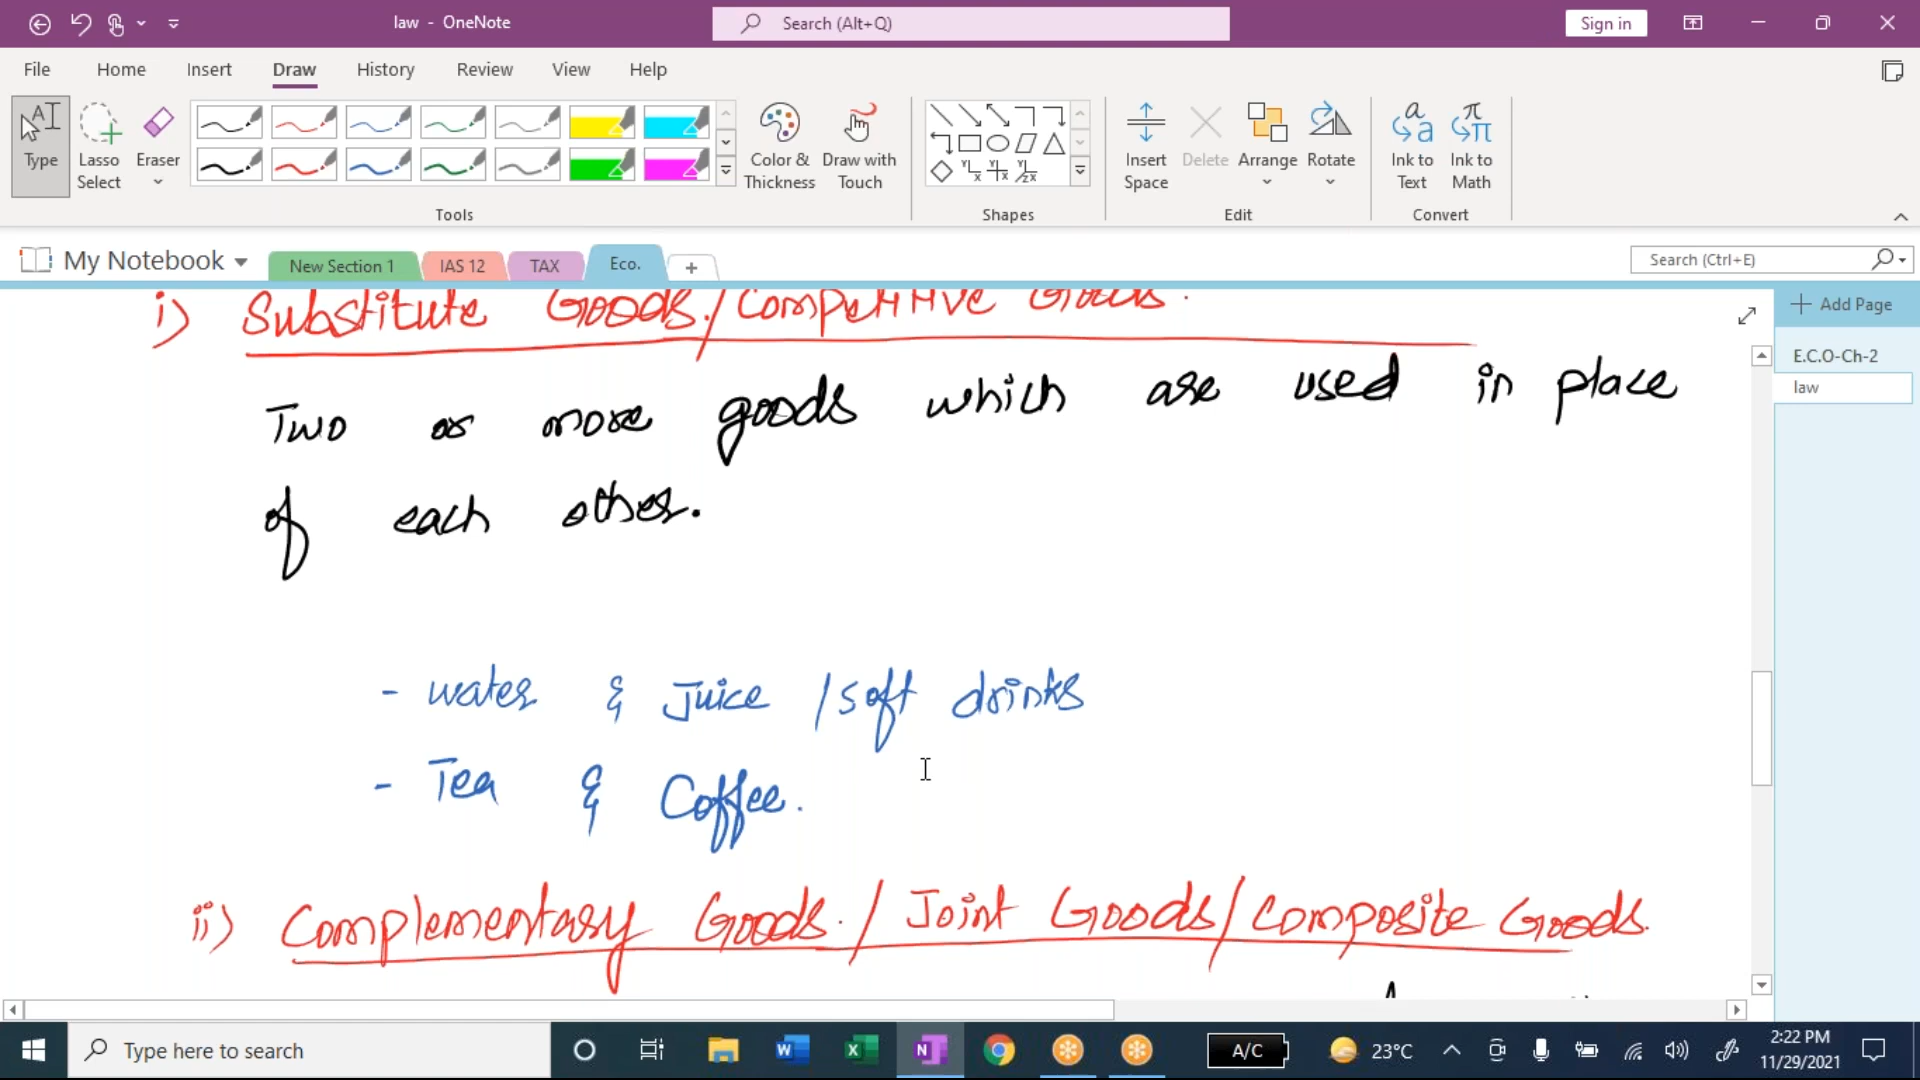 law - OneNote
Search (Alt+Q)
Sign in
File Home Insert Draw History Review View Help
Type
Lasso Select
Eraser
Color & Thickness
Draw with Touch
Insert Space
Delete
Arrange
Rotate
Ink to Text
Ink to Math
Tools
Shapes
Edit
Convert
My Notebook
New Section 1
IAS 12
TAX
Eco.
Search (Ctrl+E)
Add Page
E.C.O-Ch-2
law
i) Substitute Goods./Competitive Goods.
Two or more goods which are used in place
of each other.
- water & Juice /soft drinks
- Tea & Coffee.
ii) Complementary Goods. / Joint Goods/Composite Goods.
Type here to search
A/C
23°C
2:22 PM
11/29/2021